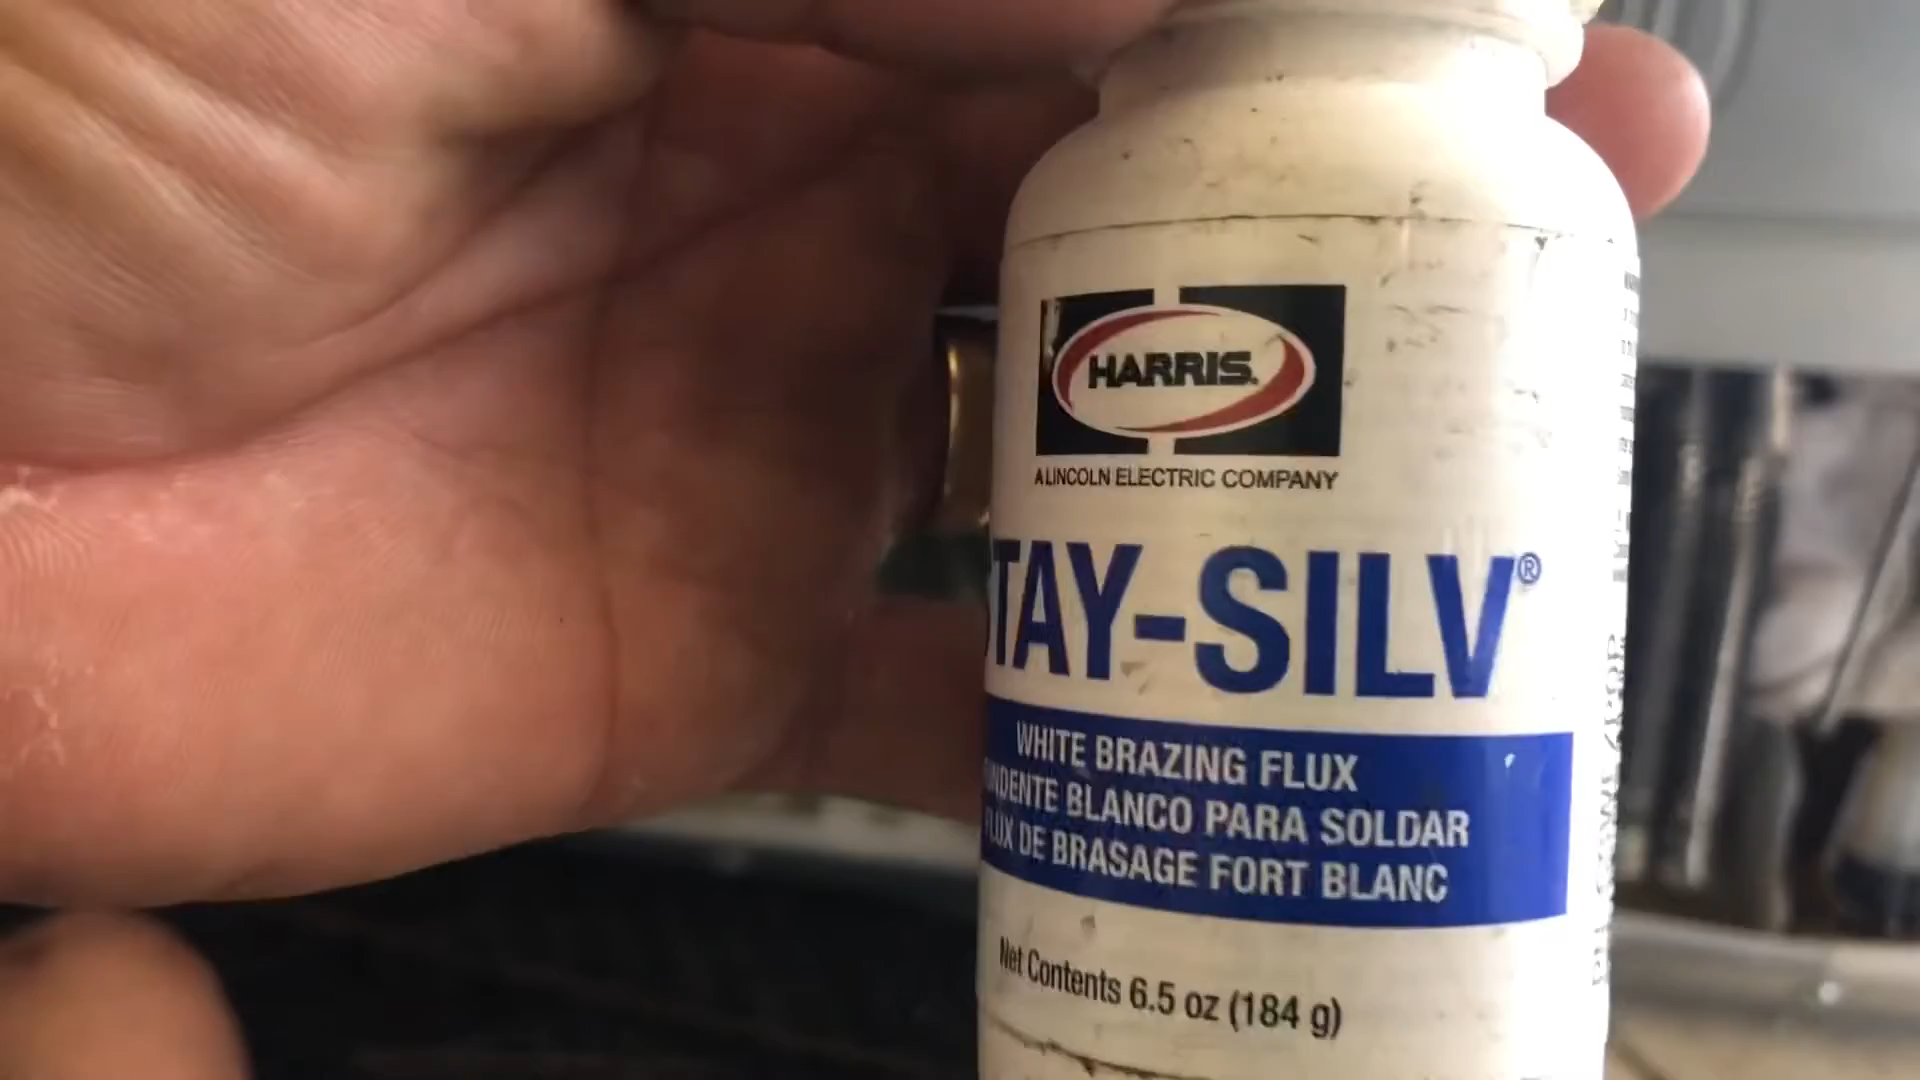 HARRIS.
A LINCOLN ELECTRIC COMPANY
TAY-SILV®
WHITE BRAZING FLUX
NDENTE BLANCO PARA SOLDAR
FLUX DE BRASAGE FORT BLANC
Net Contents 6.5 oz (184 g)